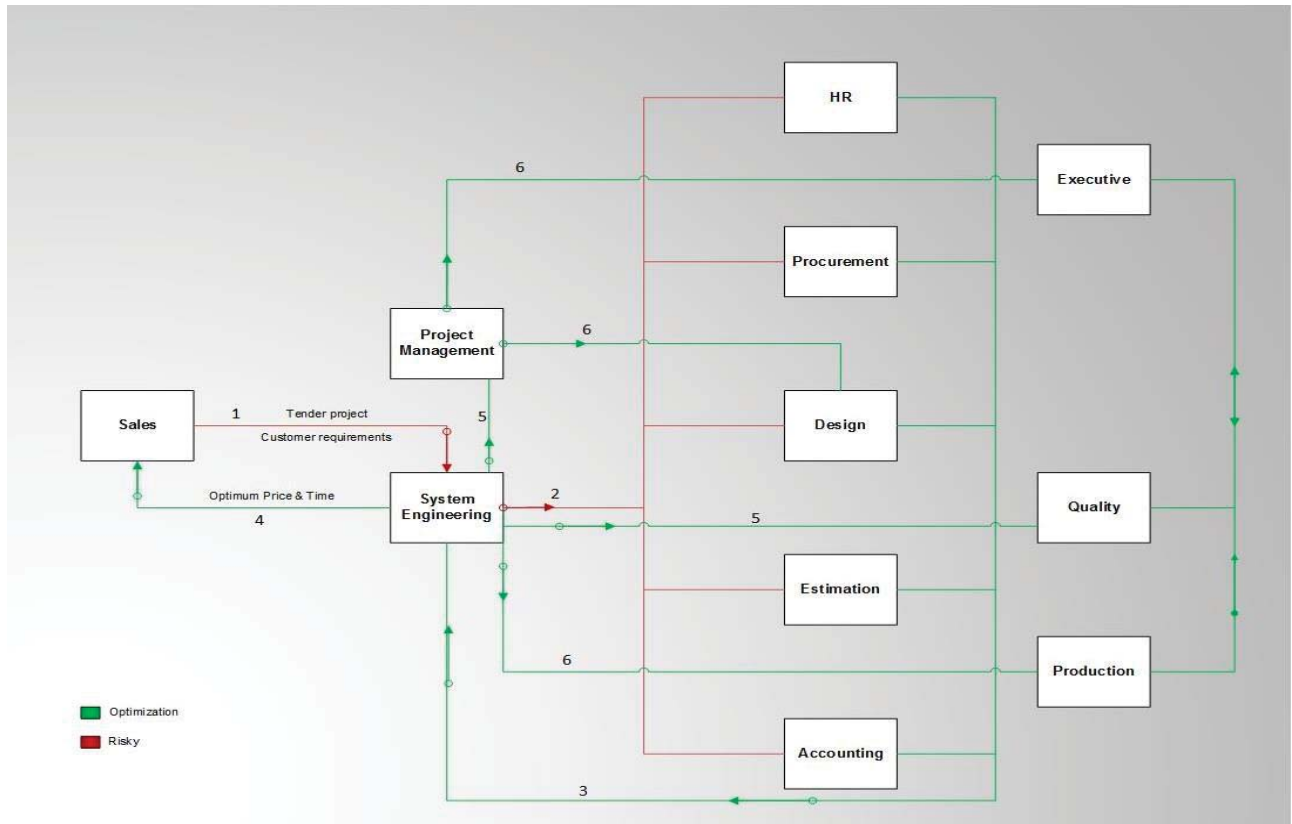 HR
6
Executive
Procurement
Project
Management
6
Sales
1
Tender project
Customer requirements
5
Design
Optimum Price & Time
4
System
Engineering
2
5
Quality
Estimation
6
Production
Optimization
Risky
Accounting
3